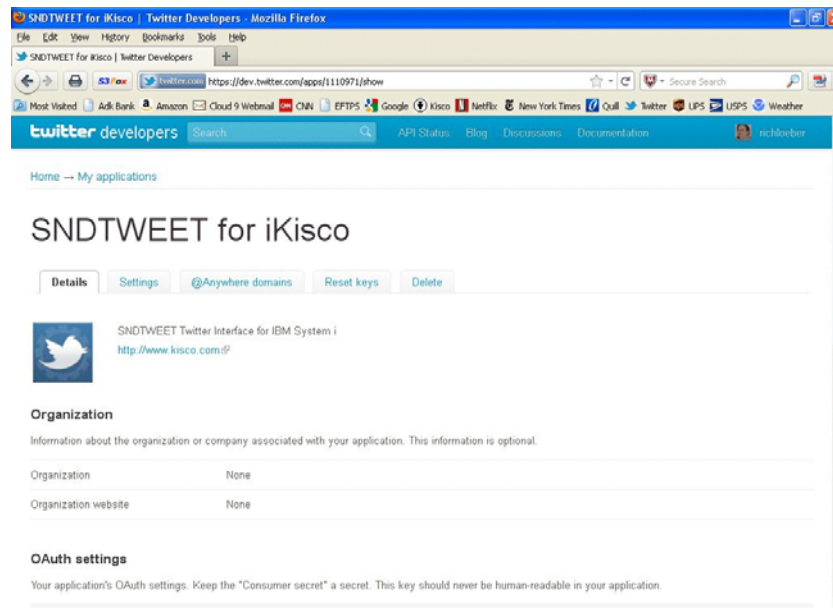 SNDTWEET for iKisco | Twitter Developers - Mozilla Firefox
File Edit View History Bookmarks Tools Help
SNDTWEET for iKisco | Twitter Developers +
53 Fox twitter.com https://dev.twitter.com/apps/1110971/show Secure Search
Most Visited Adk Bank Amazon Cloud 9 Webmail CNN EFTPS Google Kisco Netflix New York Times Quill Twitter UPS USPS Weather
twitter developers Search API Status Blog Discussions Documentation richloeber
Home → My applications
SNDTWEET for iKisco
Details Settings @Anywhere domains Reset keys Delete
SNDTWEET Twitter Interface for IBM System i
http://www.kisco.com
Organization
Information about the organization or company associated with your application. This information is optional.
Organization None
Organization website None
OAuth settings
Your application's OAuth settings. Keep the "Consumer secret" a secret. This key should never be human-readable in your application.